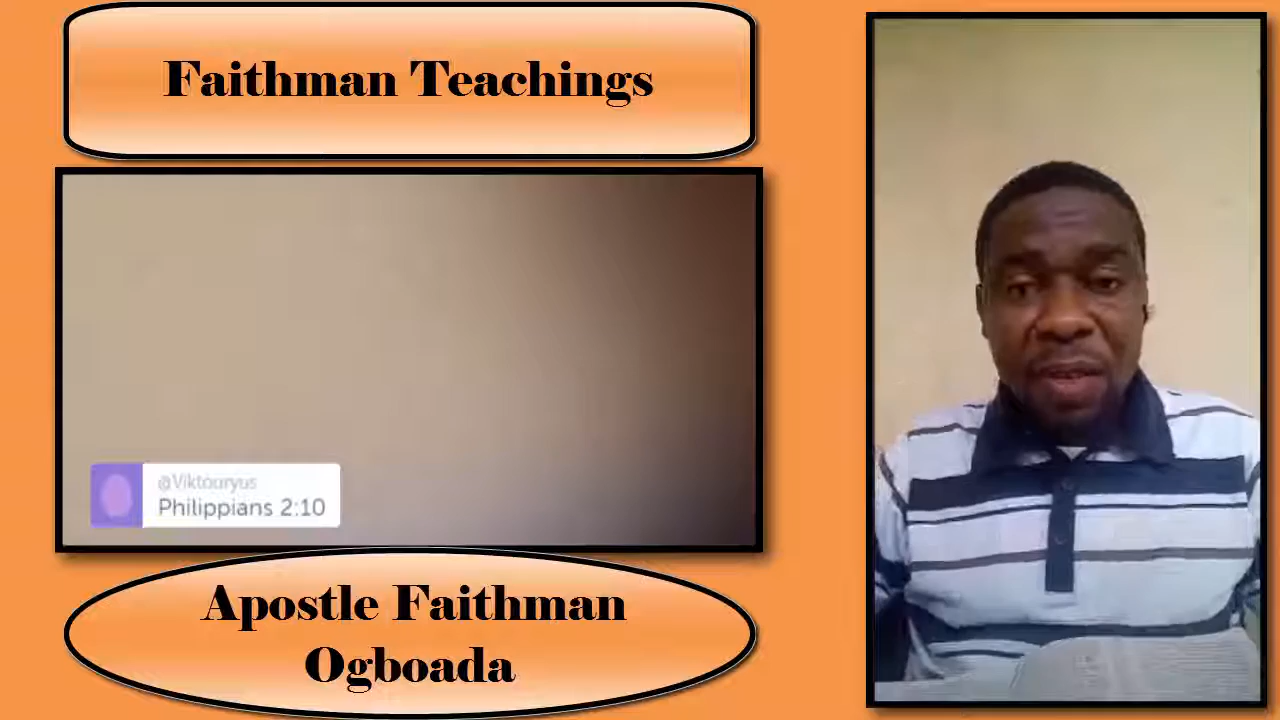 Faithman Teachings
@Viktouryus
Philippians 2:10
Apostle Faithman
Ogboada